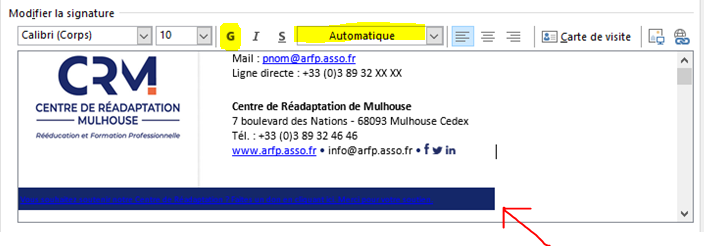 Modifier la signature
Calibri (Corps) 10 G I S Automatique Carte de visite
CRM
CENTRE DE RÉADAPTATION
MULHOUSE
Rééducation et Formation Professionnelle
Mail : pnom@arfp.asso.fr
Ligne directe : +33 (0)3 89 32 XX XX
Centre de Réadaptation de Mulhouse
7 boulevard des Nations - 68093 Mulhouse Cedex
Tél. : +33 (0)3 89 32 46 46
www.arfp.asso.fr • info@arfp.asso.fr • f in